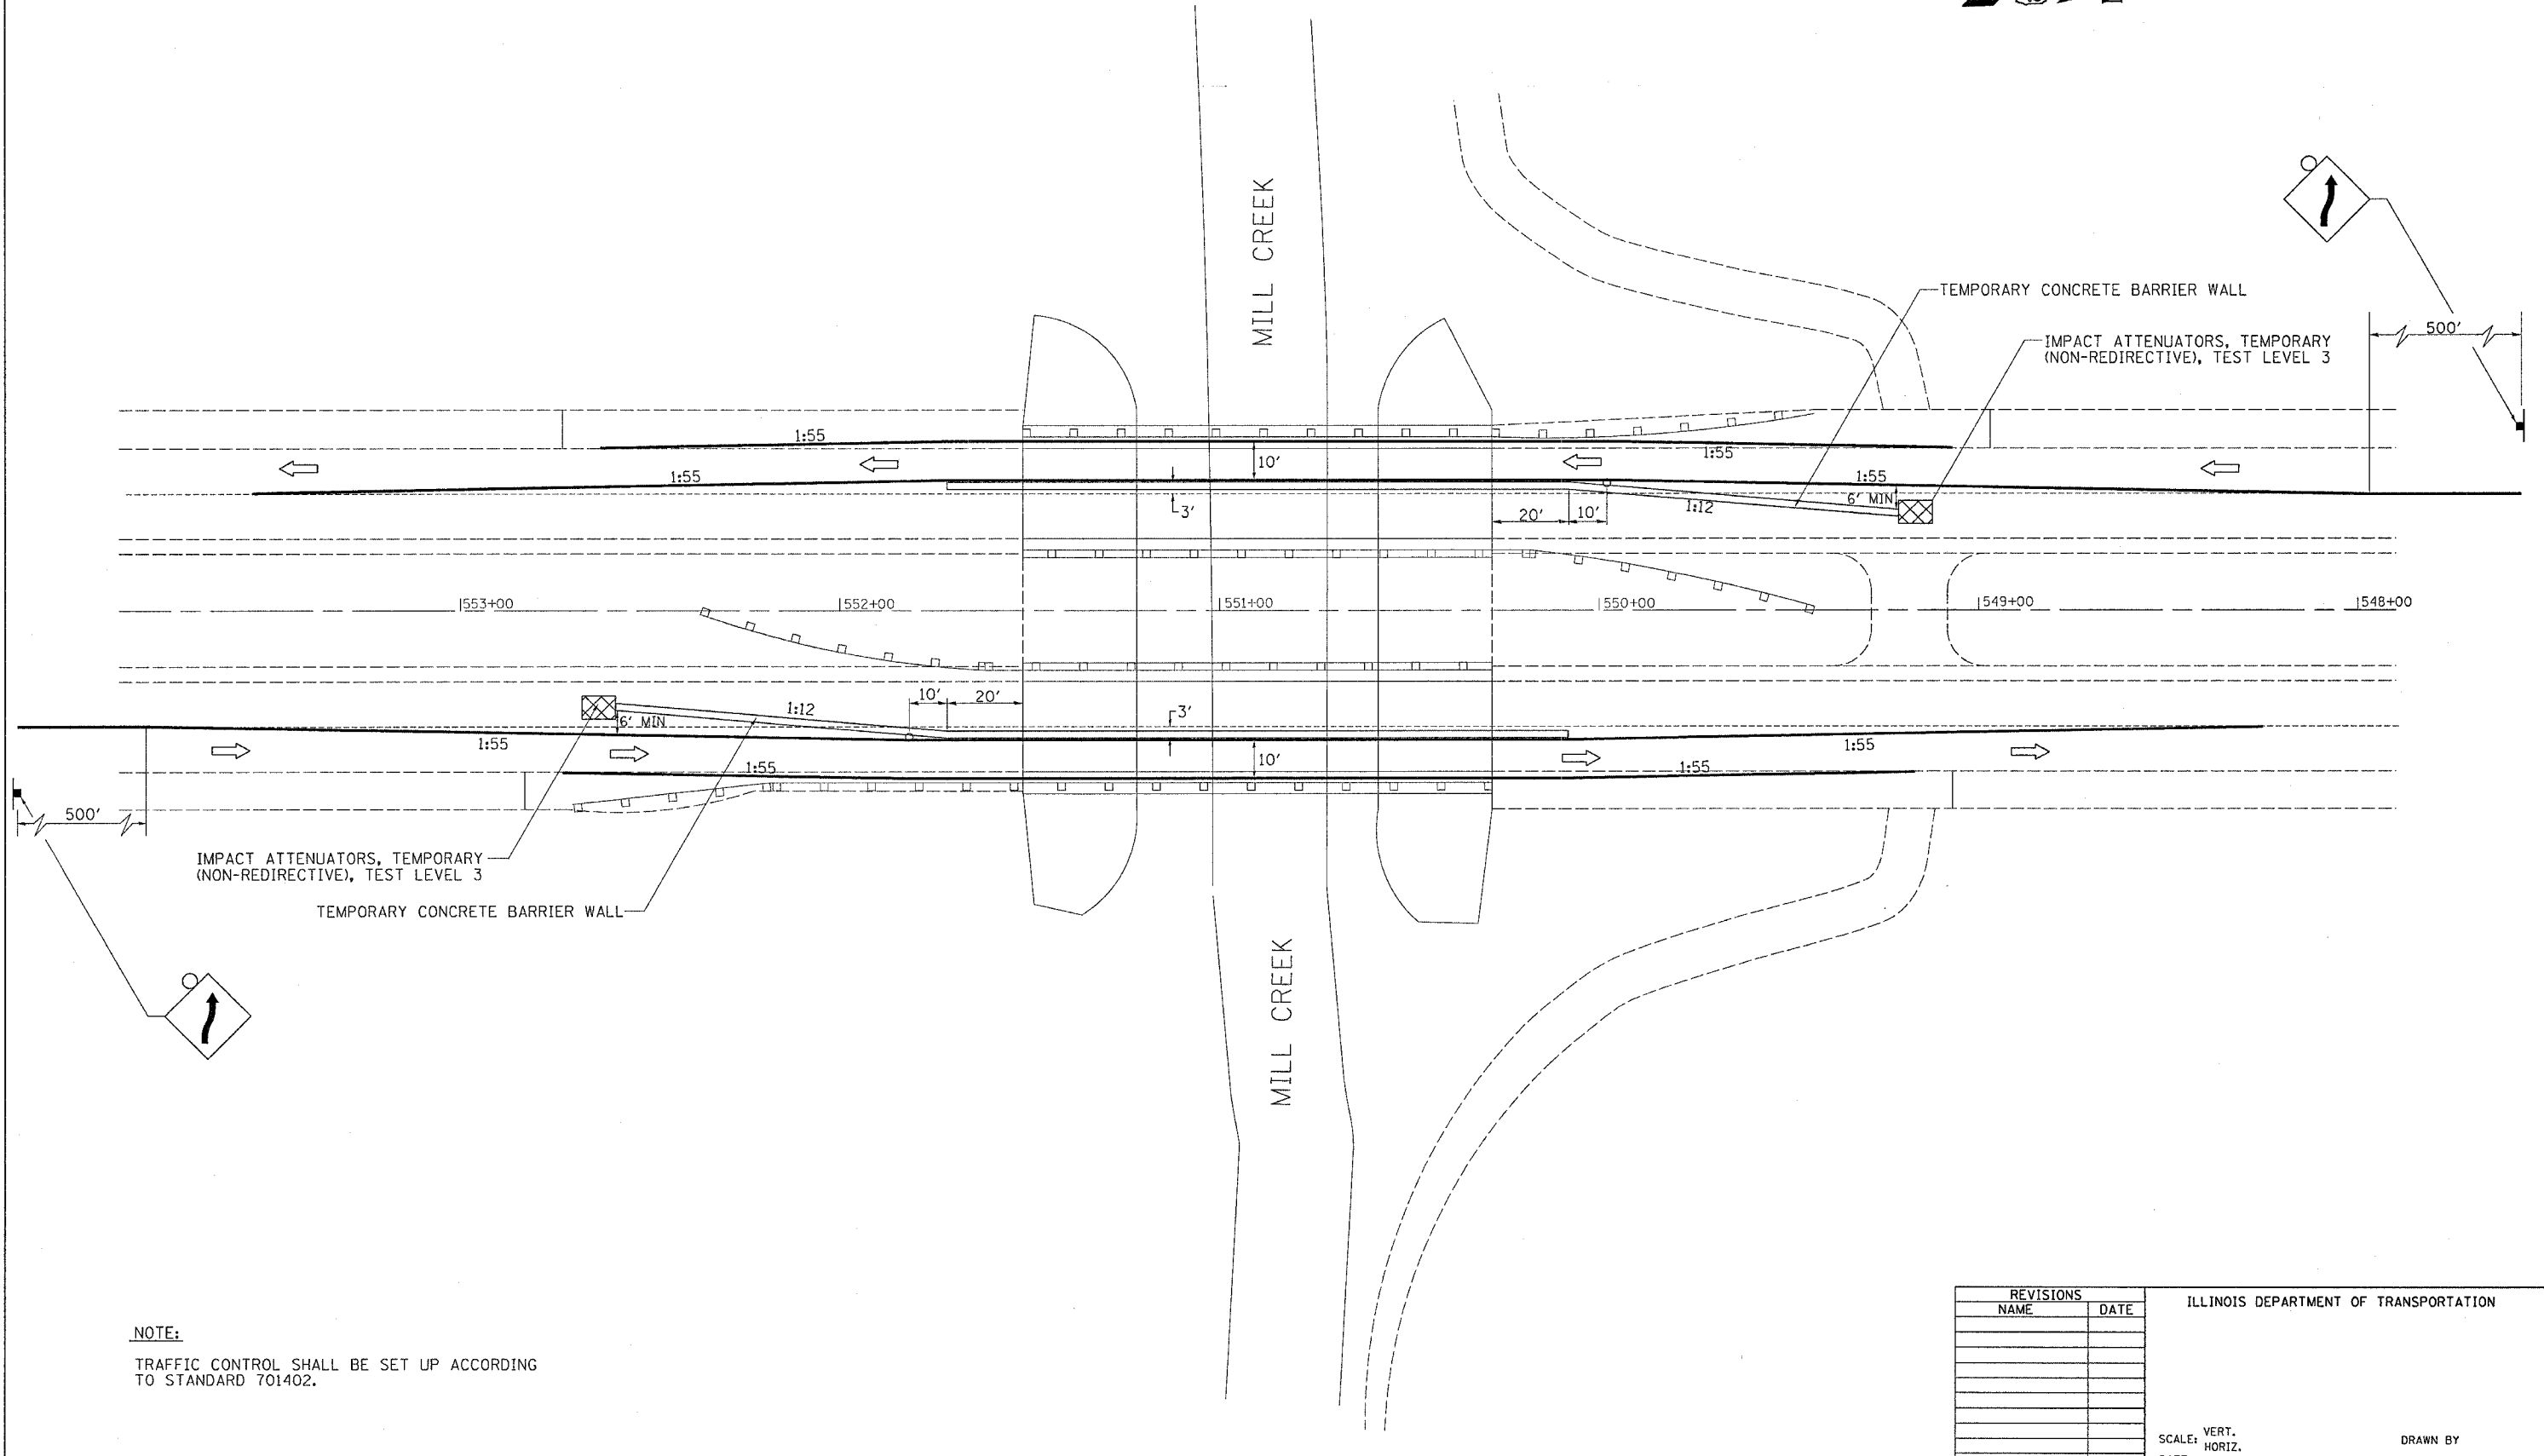 MILL CREEK
TEMPORARY CONCRETE BARRIER WALL
500'
IMPACT ATTENUATORS, TEMPORARY
(NON-REDIRECTIVE), TEST LEVEL 3
1:55
10'
1:55
1:55
1:55
6' MIN
3'
20'
10'
1:12
553+00
552+00
551+00
550+00
549+00
548+00
10'
20'
1:12
3'
6' MIN
1:55
1:55
1:55
10'
1:55
500'
IMPACT ATTENUATORS, TEMPORARY
(NON-REDIRECTIVE), TEST LEVEL 3
TEMPORARY CONCRETE BARRIER WALL
MILL CREEK
NOTE:
TRAFFIC CONTROL SHALL BE SET UP ACCORDING
TO STANDARD 701402.
REVISIONS
NAME DATE
ILLINOIS DEPARTMENT OF TRANSPORTATION
SCALE: VERT.
HORIZ.
DRAWN BY